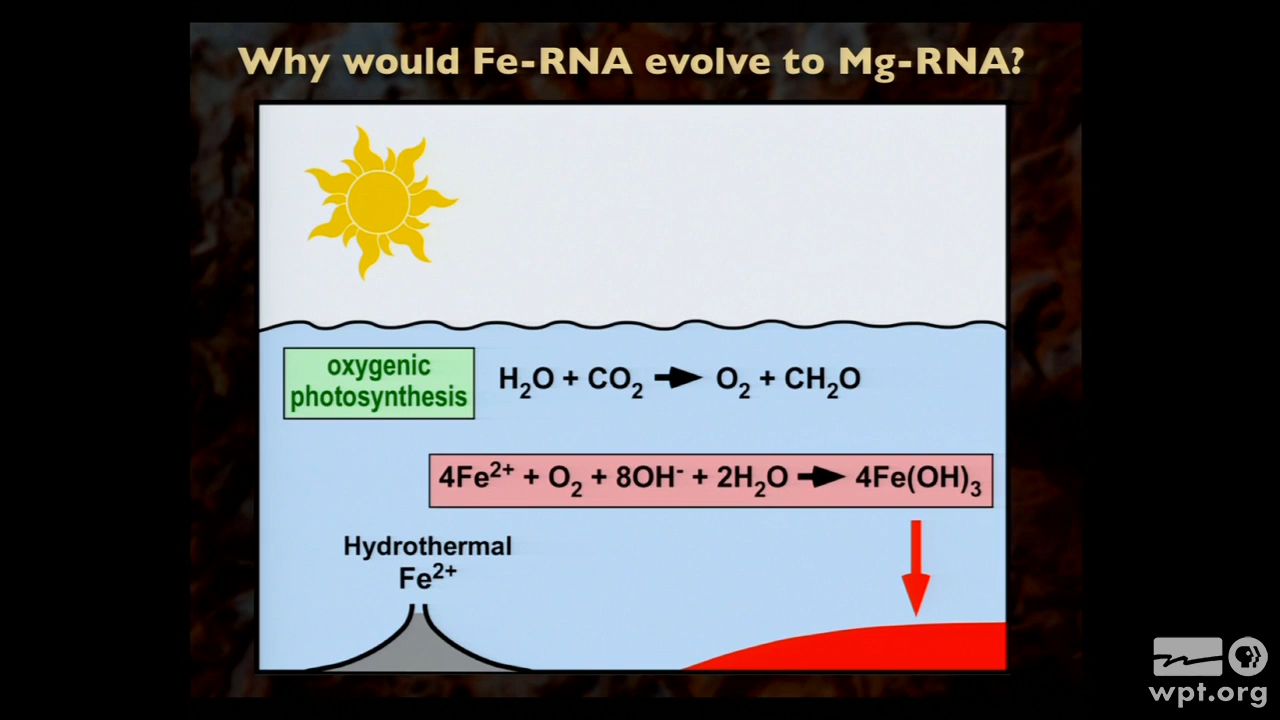 Why would Fe-RNA evolve to Mg-RNA?
oxygenic
photosynthesis
H₂O + CO₂ → O₂ + CH₂O
4Fe²⁺ + O₂ + 8OH⁻ + 2H₂O → 4Fe(OH)₃
Hydrothermal
Fe²⁺
wpt.org